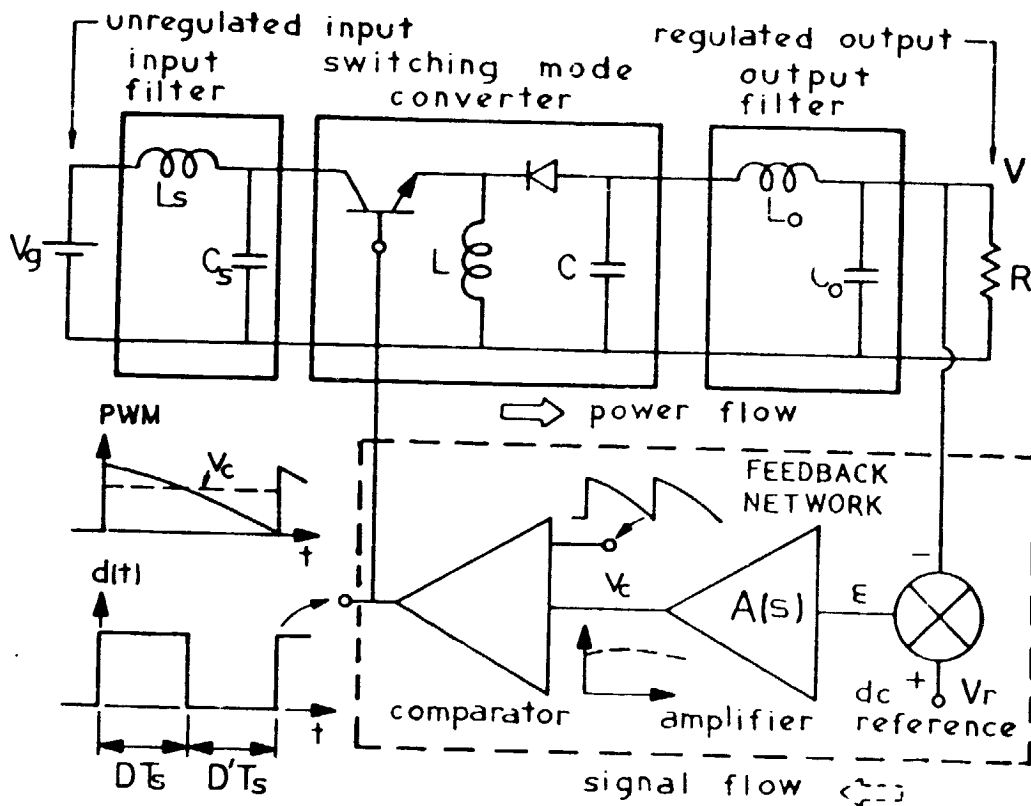 unregulated input
regulated output
input
filter
switching mode
converter
output
filter
Ls
Lo
V
Vg
Cs
L
C
Co
R
power flow
PWM
Vc
t
FEEDBACK
NETWORK
d(t)
Vc
A(s)
ε
-
+
Vr
dc
reference
comparator
amplifier
t
DTs
D'Ts
signal flow